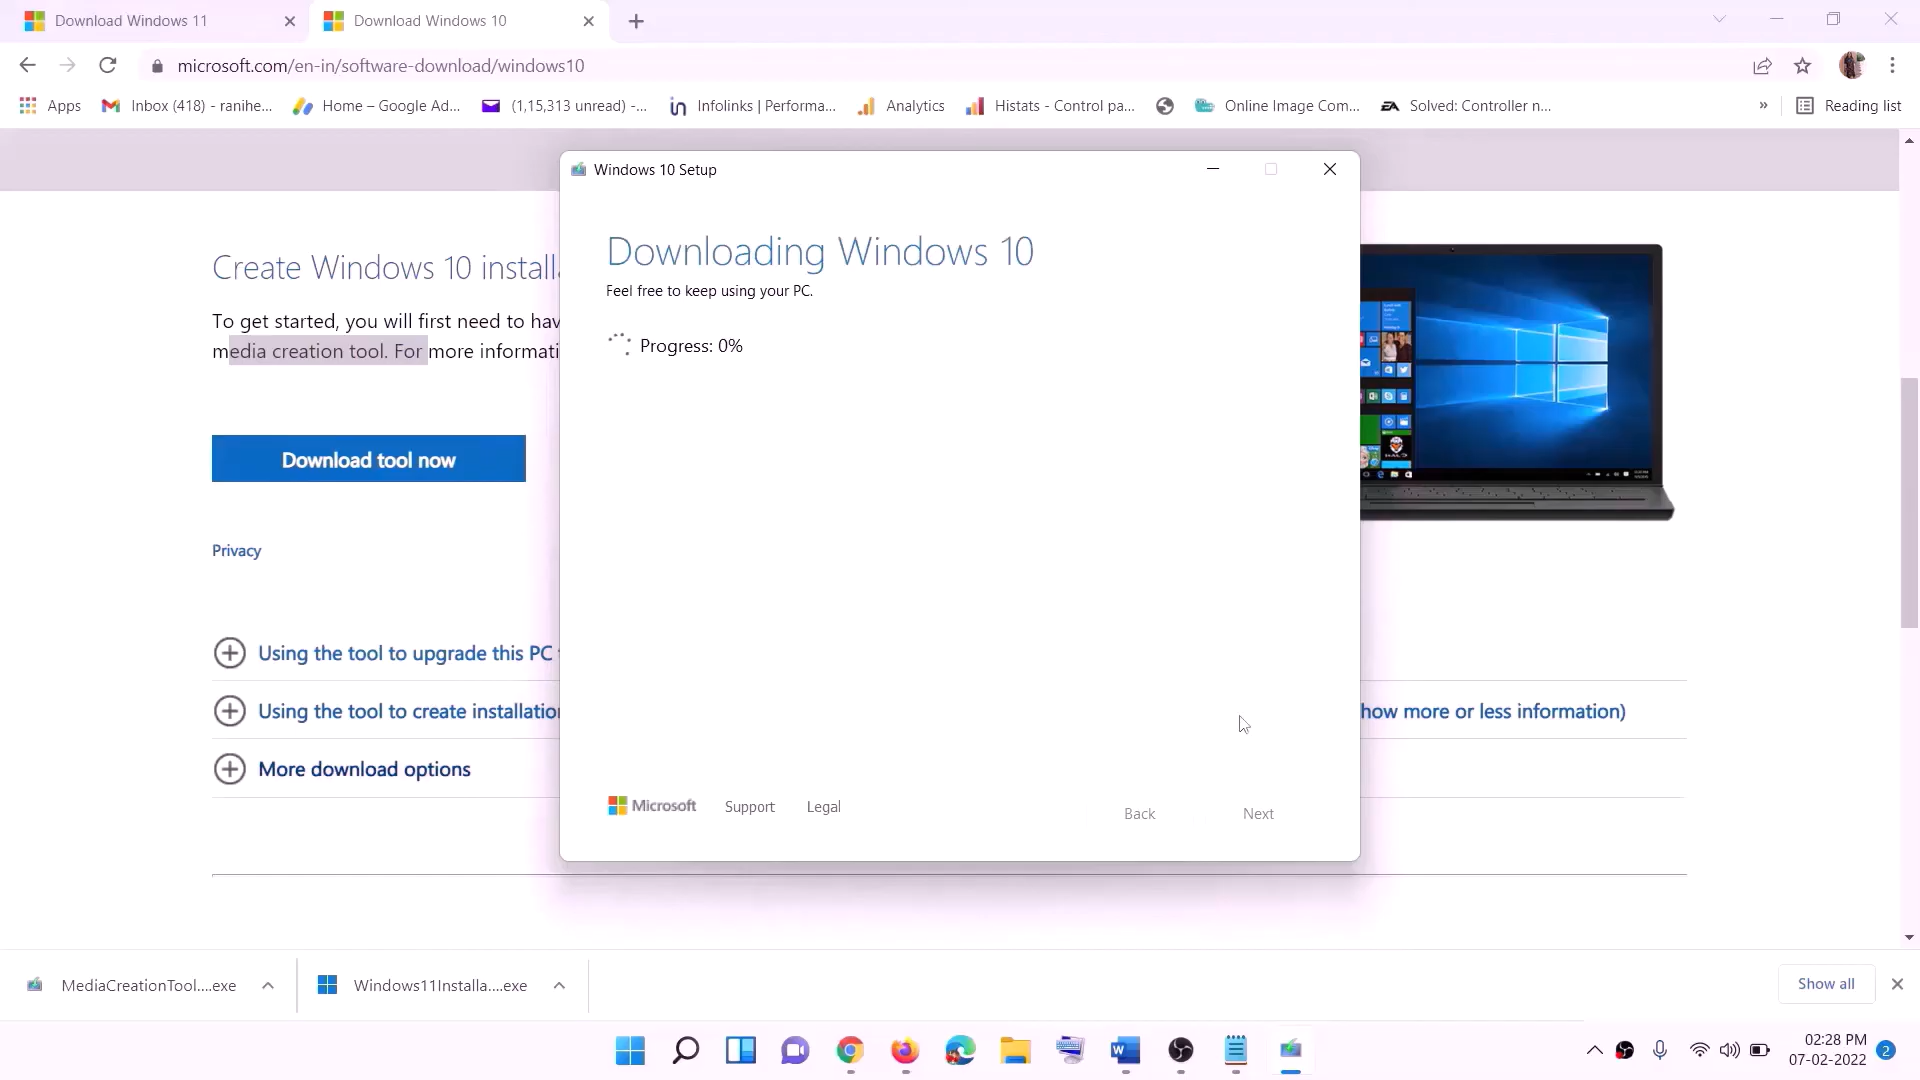 Download Windows 11
Download Windows 10
microsoft.com/en-in/software-download/windows10
Apps
Inbox (418) - ranihe...
Home – Google Ad...
(1,15,313 unread) -...
Infolinks | Performa...
Analytics
Histats - Control pa...
Online Image Com...
Solved: Controller n...
»
Reading list
Windows 10 Setup
Downloading Windows 10
Feel free to keep using your PC.
Progress: 0%
Microsoft
Support
Legal
Back
Next
Create Windows 10 install
To get started, you will first need to hav
media creation tool. For more informati
Download tool now
Privacy
Using the tool to upgrade this PC
Using the tool to create installation
how more or less information)
More download options
MediaCreationTool....exe
Windows11Installa....exe
Show all
02:28 PM
07-02-2022
2